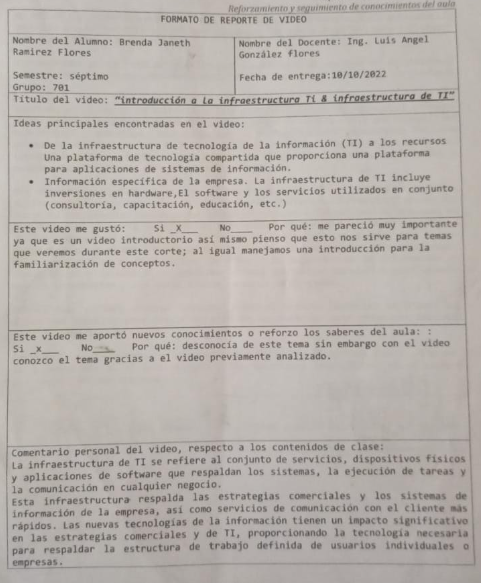 Reforzamiento y seguimiento de conocimientos del aula
FORMATO DE REPORTE DE VIDEO
Nombre del Alumno: Brenda Janeth
Ramirez Flores
Semestre: séptimo
Grupo: 701
Nombre del Docente: Ing. Luis Angel
González flores
Fecha de entrega:10/10/2022
Titulo del video: "introducción a la infraestructura Ti & infraestructura de TI"
Ideas principales encontradas en el video:
• De la infraestructura de tecnología de la información (TI) a los recursos
Una plataforma de tecnología compartida que proporciona una plataforma
para aplicaciones de sistemas de información.
• Información específica de la empresa. La infraestructura de TI incluye
inversiones en hardware,El software y los servicios utilizados en conjunto
(consultoría, capacitación, educación, etc.)
Este video me gustó: Si _X___ No____ Por qué: me pareció muy importante
ya que es un video introductorio así mismo pienso que esto nos sirve para temas
que veremos durante este corte; al igual manejamos una introducción para la
familiarización de conceptos.
Este video me aportó nuevos conocimientos o reforzo los saberes del aula: :
Si _x___ No____ Por qué: desconocía de este tema sin embargo con el video
conozco el tema gracias a el video previamente analizado.
Comentario personal del video, respecto a los contenidos de clase:
La infraestructura de TI se refiere al conjunto de servicios, dispositivos físicos
y aplicaciones de software que respaldan los sistemas, la ejecución de tareas y
la comunicación en cualquier negocio.
Esta infraestructura respalda las estrategias comerciales y los sistemas de
información de la empresa, así como servicios de comunicación con el cliente más
rápidos. Las nuevas tecnologías de la información tienen un impacto significativo
en las estrategias comerciales y de TI, proporcionando la tecnología necesaria
para respaldar la estructura de trabajo definida de usuarios individuales o
empresas.